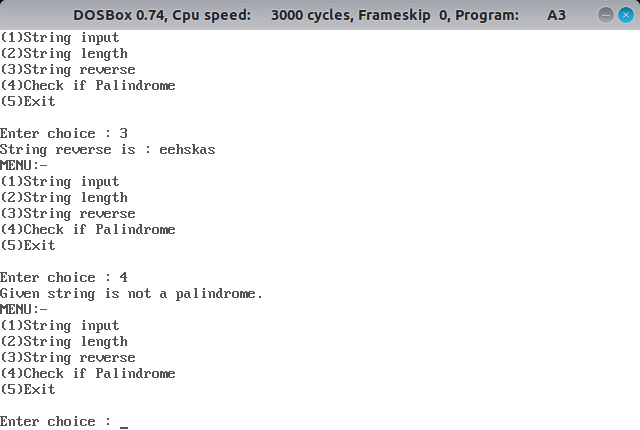 DOSBox 0.74, Cpu speed: 3000 cycles, Frameskip 0, Program: A3
(1)String input
(2)String length
(3)String reverse
(4)Check if Palindrome
(5)Exit
Enter choice : 3
String reverse is : eehskas
MENU:-
(1)String input
(2)String length
(3)String reverse
(4)Check if Palindrome
(5)Exit
Enter choice : 4
Given string is not a palindrome.
MENU:-
(1)String input
(2)String length
(3)String reverse
(4)Check if Palindrome
(5)Exit
Enter choice : _